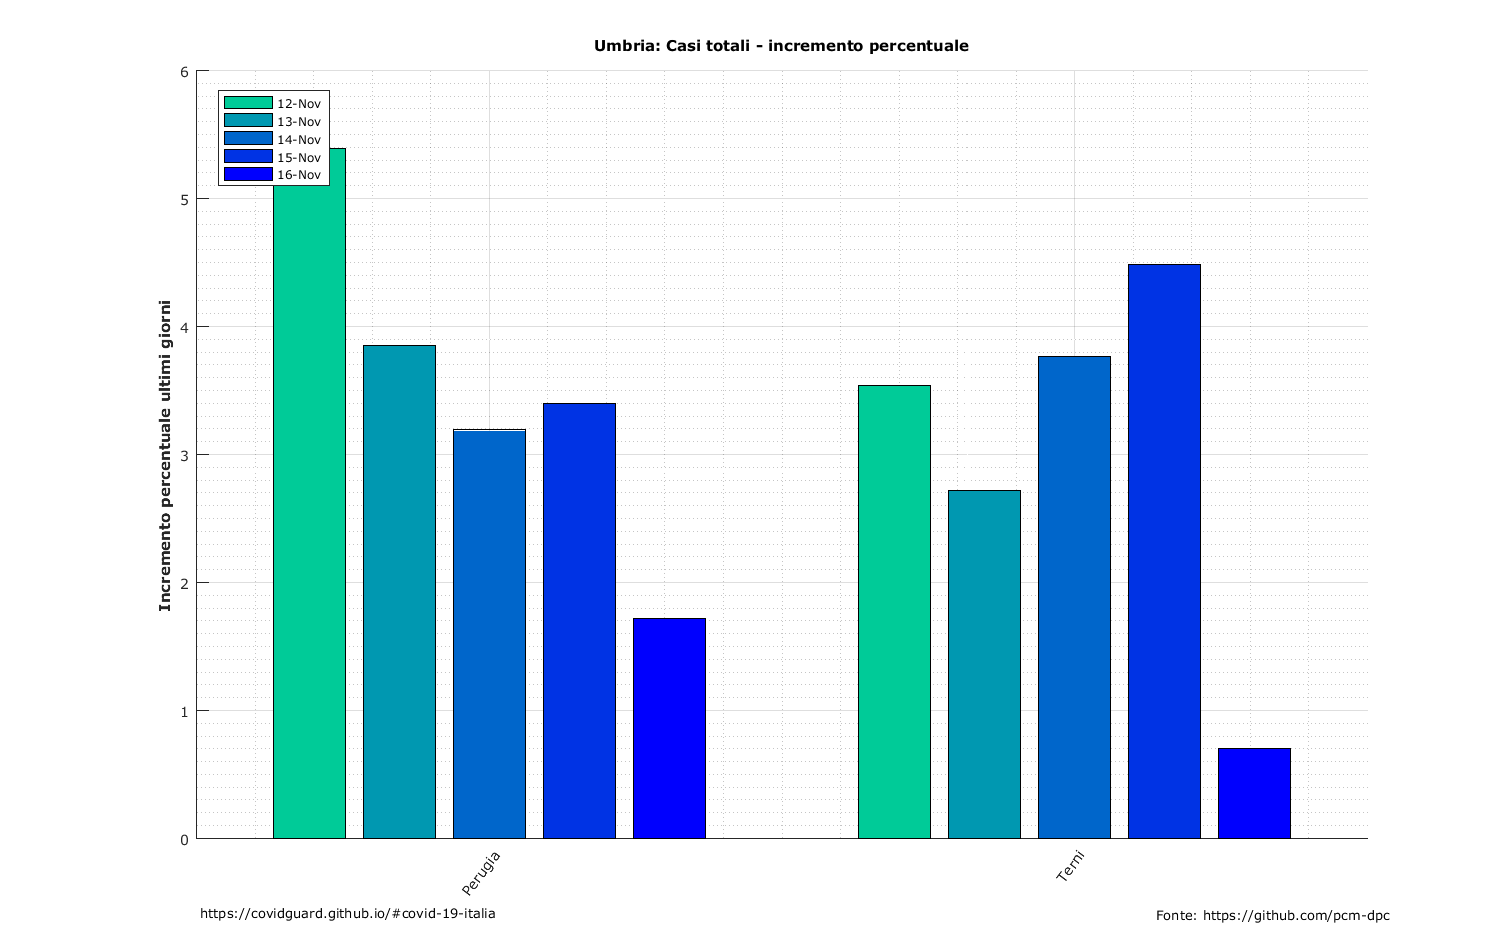 Umbria: Casi totali - incremento percentuale
6
5
4
3
2
1
0
Incremento percentuale ultimi giorni
12-Nov
13-Nov
14-Nov
15-Nov
16-Nov
Perugia
Terni
https://covidguard.github.io/#covid-19-italia
Fonte: https://github.com/pcm-dpc